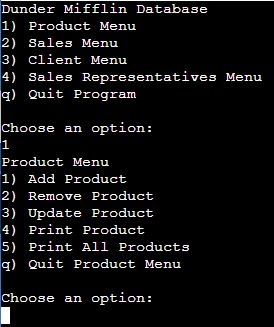 Dunder Mifflin Database
1) Product Menu
2) Sales Menu
3) Client Menu
4) Sales Representatives Menu
q) Quit Program
Choose an option:
1
Product Menu
1) Add Product
2) Remove Product
3) Update Product
4) Print Product
5) Print All Products
q) Quit Product Menu
Choose an option: